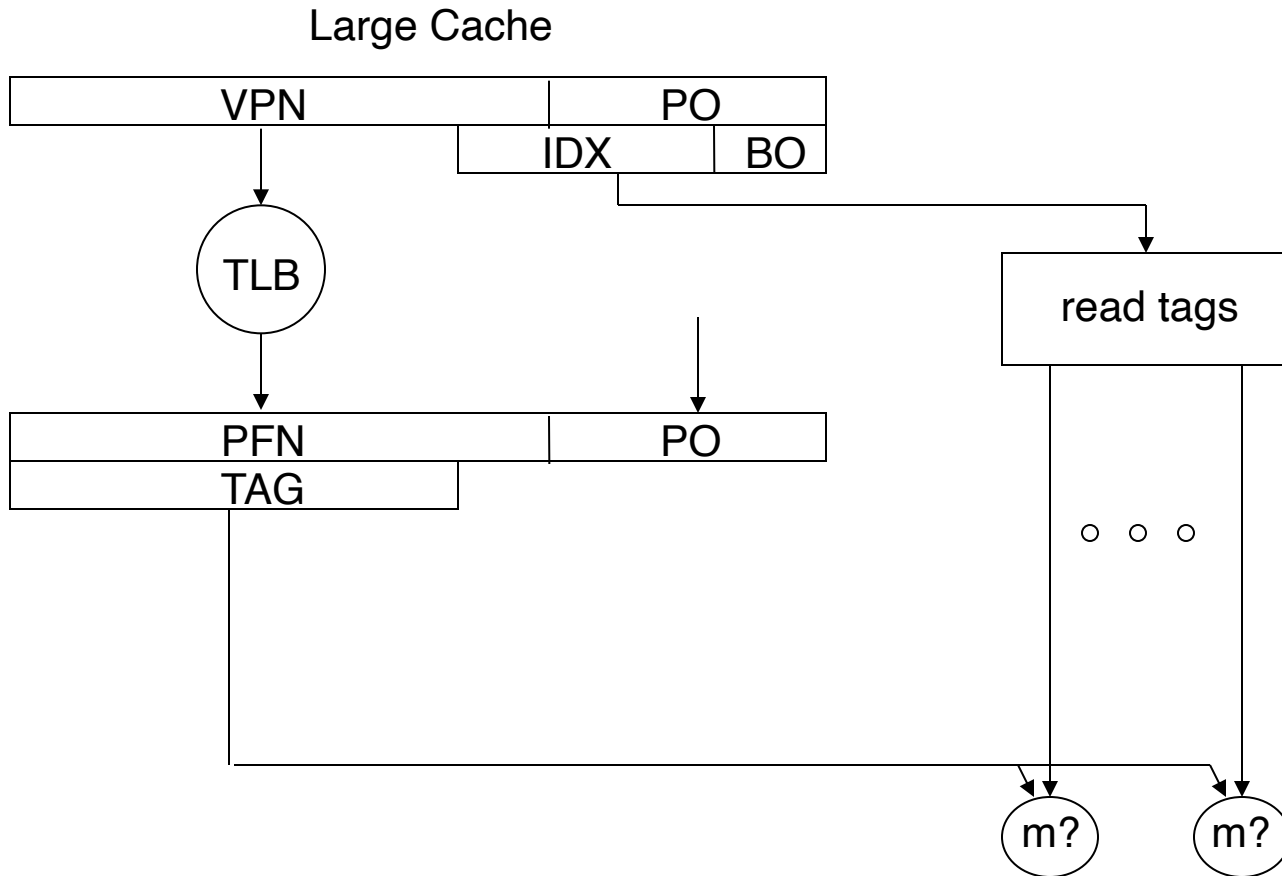 Large Cache
VPN PO
IDX BO
TLB
read tags
PFN PO
TAG
m? m?